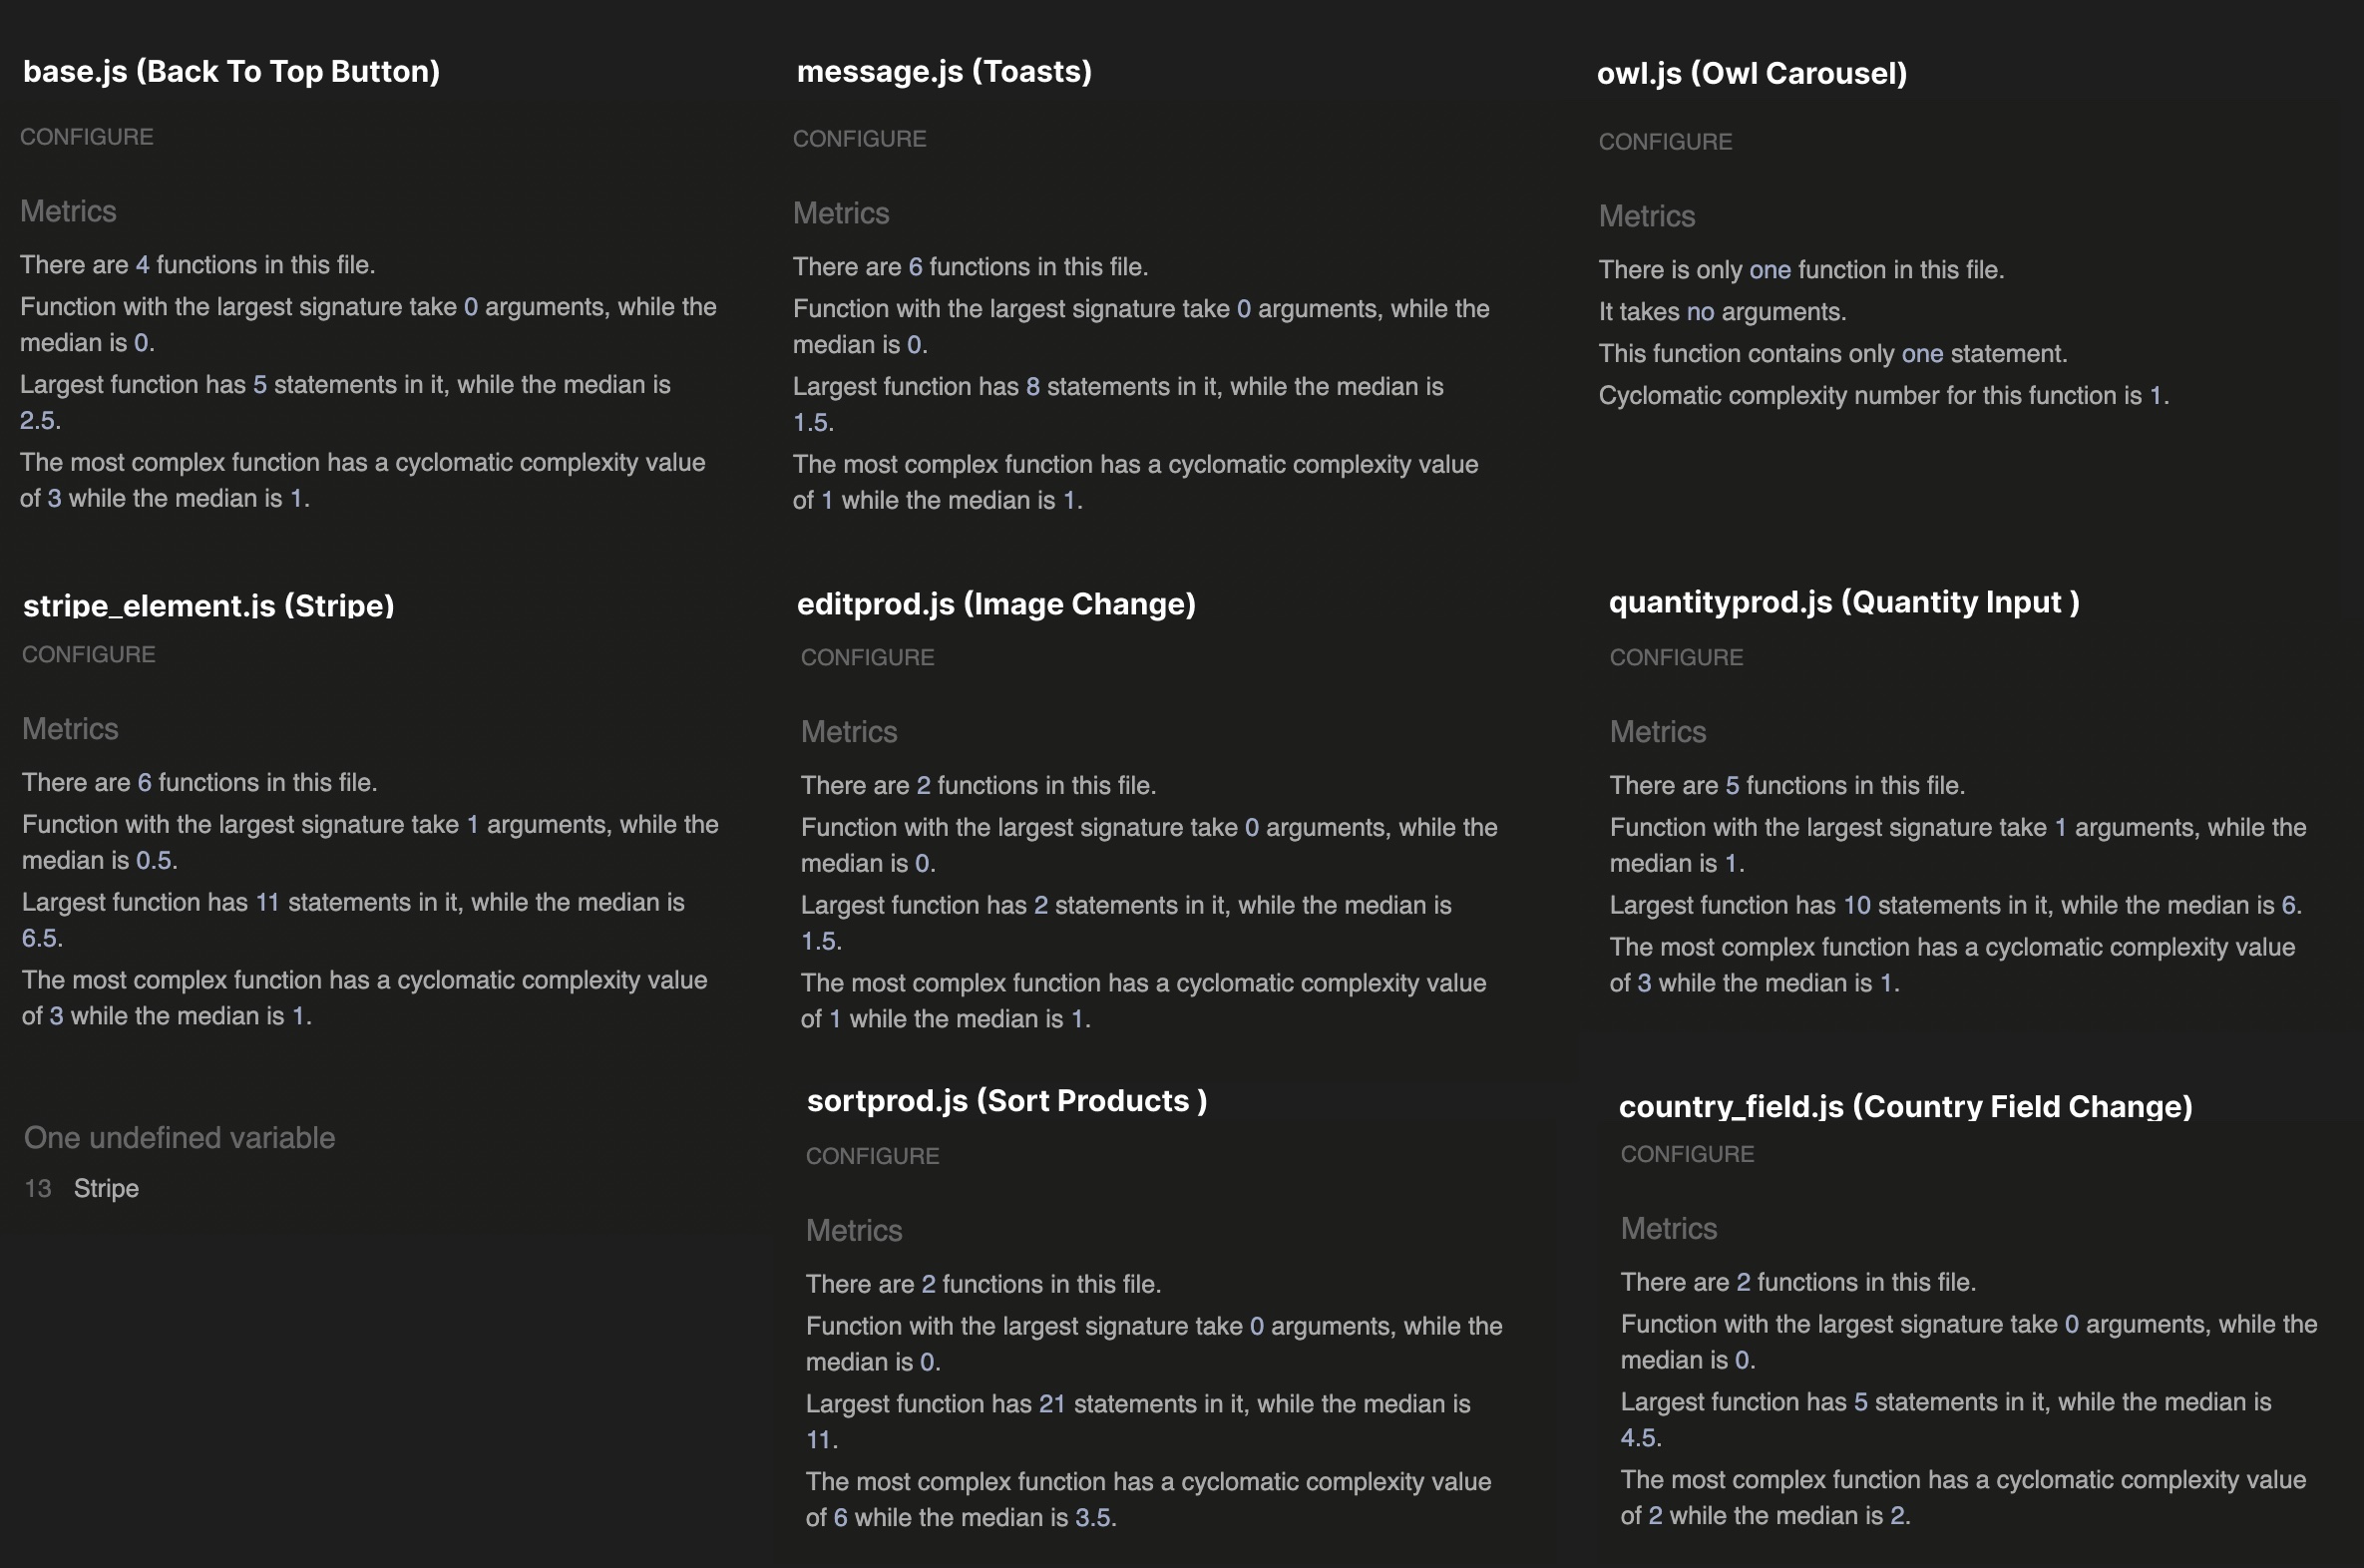 base.js (Back To Top Button)
CONFIGURE
Metrics
There are 4 functions in this file.
Function with the largest signature take 0 arguments, while the
median is 0.
Largest function has 5 statements in it, while the median is
2.5.
The most complex function has a cyclomatic complexity value
of 3 while the median is 1.
message.js (Toasts)
CONFIGURE
Metrics
There are 6 functions in this file.
Function with the largest signature take 0 arguments, while the
median is 0.
Largest function has 8 statements in it, while the median is
1.5.
The most complex function has a cyclomatic complexity value
of 1 while the median is 1.
owl.js (Owl Carousel)
CONFIGURE
Metrics
There is only one function in this file.
It takes no arguments.
This function contains only one statement.
Cyclomatic complexity number for this function is 1.
stripe_element.js (Stripe)
CONFIGURE
Metrics
There are 6 functions in this file.
Function with the largest signature take 1 arguments, while the
median is 0.5.
Largest function has 11 statements in it, while the median is
6.5.
The most complex function has a cyclomatic complexity value
of 3 while the median is 1.
One undefined variable
13 Stripe
editprod.js (Image Change)
CONFIGURE
Metrics
There are 2 functions in this file.
Function with the largest signature take 0 arguments, while the
median is 0.
Largest function has 2 statements in it, while the median is
1.5.
The most complex function has a cyclomatic complexity value
of 1 while the median is 1.
quantityprod.js (Quantity Input )
CONFIGURE
Metrics
There are 5 functions in this file.
Function with the largest signature take 1 arguments, while the
median is 1.
Largest function has 10 statements in it, while the median is 6.
The most complex function has a cyclomatic complexity value
of 3 while the median is 1.
sortprod.js (Sort Products )
CONFIGURE
Metrics
There are 2 functions in this file.
Function with the largest signature take 0 arguments, while the
median is 0.
Largest function has 21 statements in it, while the median is
11.
The most complex function has a cyclomatic complexity value
of 6 while the median is 3.5.
country_field.js (Country Field Change)
CONFIGURE
Metrics
There are 2 functions in this file.
Function with the largest signature take 0 arguments, while the
median is 0.
Largest function has 5 statements in it, while the median is
4.5.
The most complex function has a cyclomatic complexity value
of 2 while the median is 2.